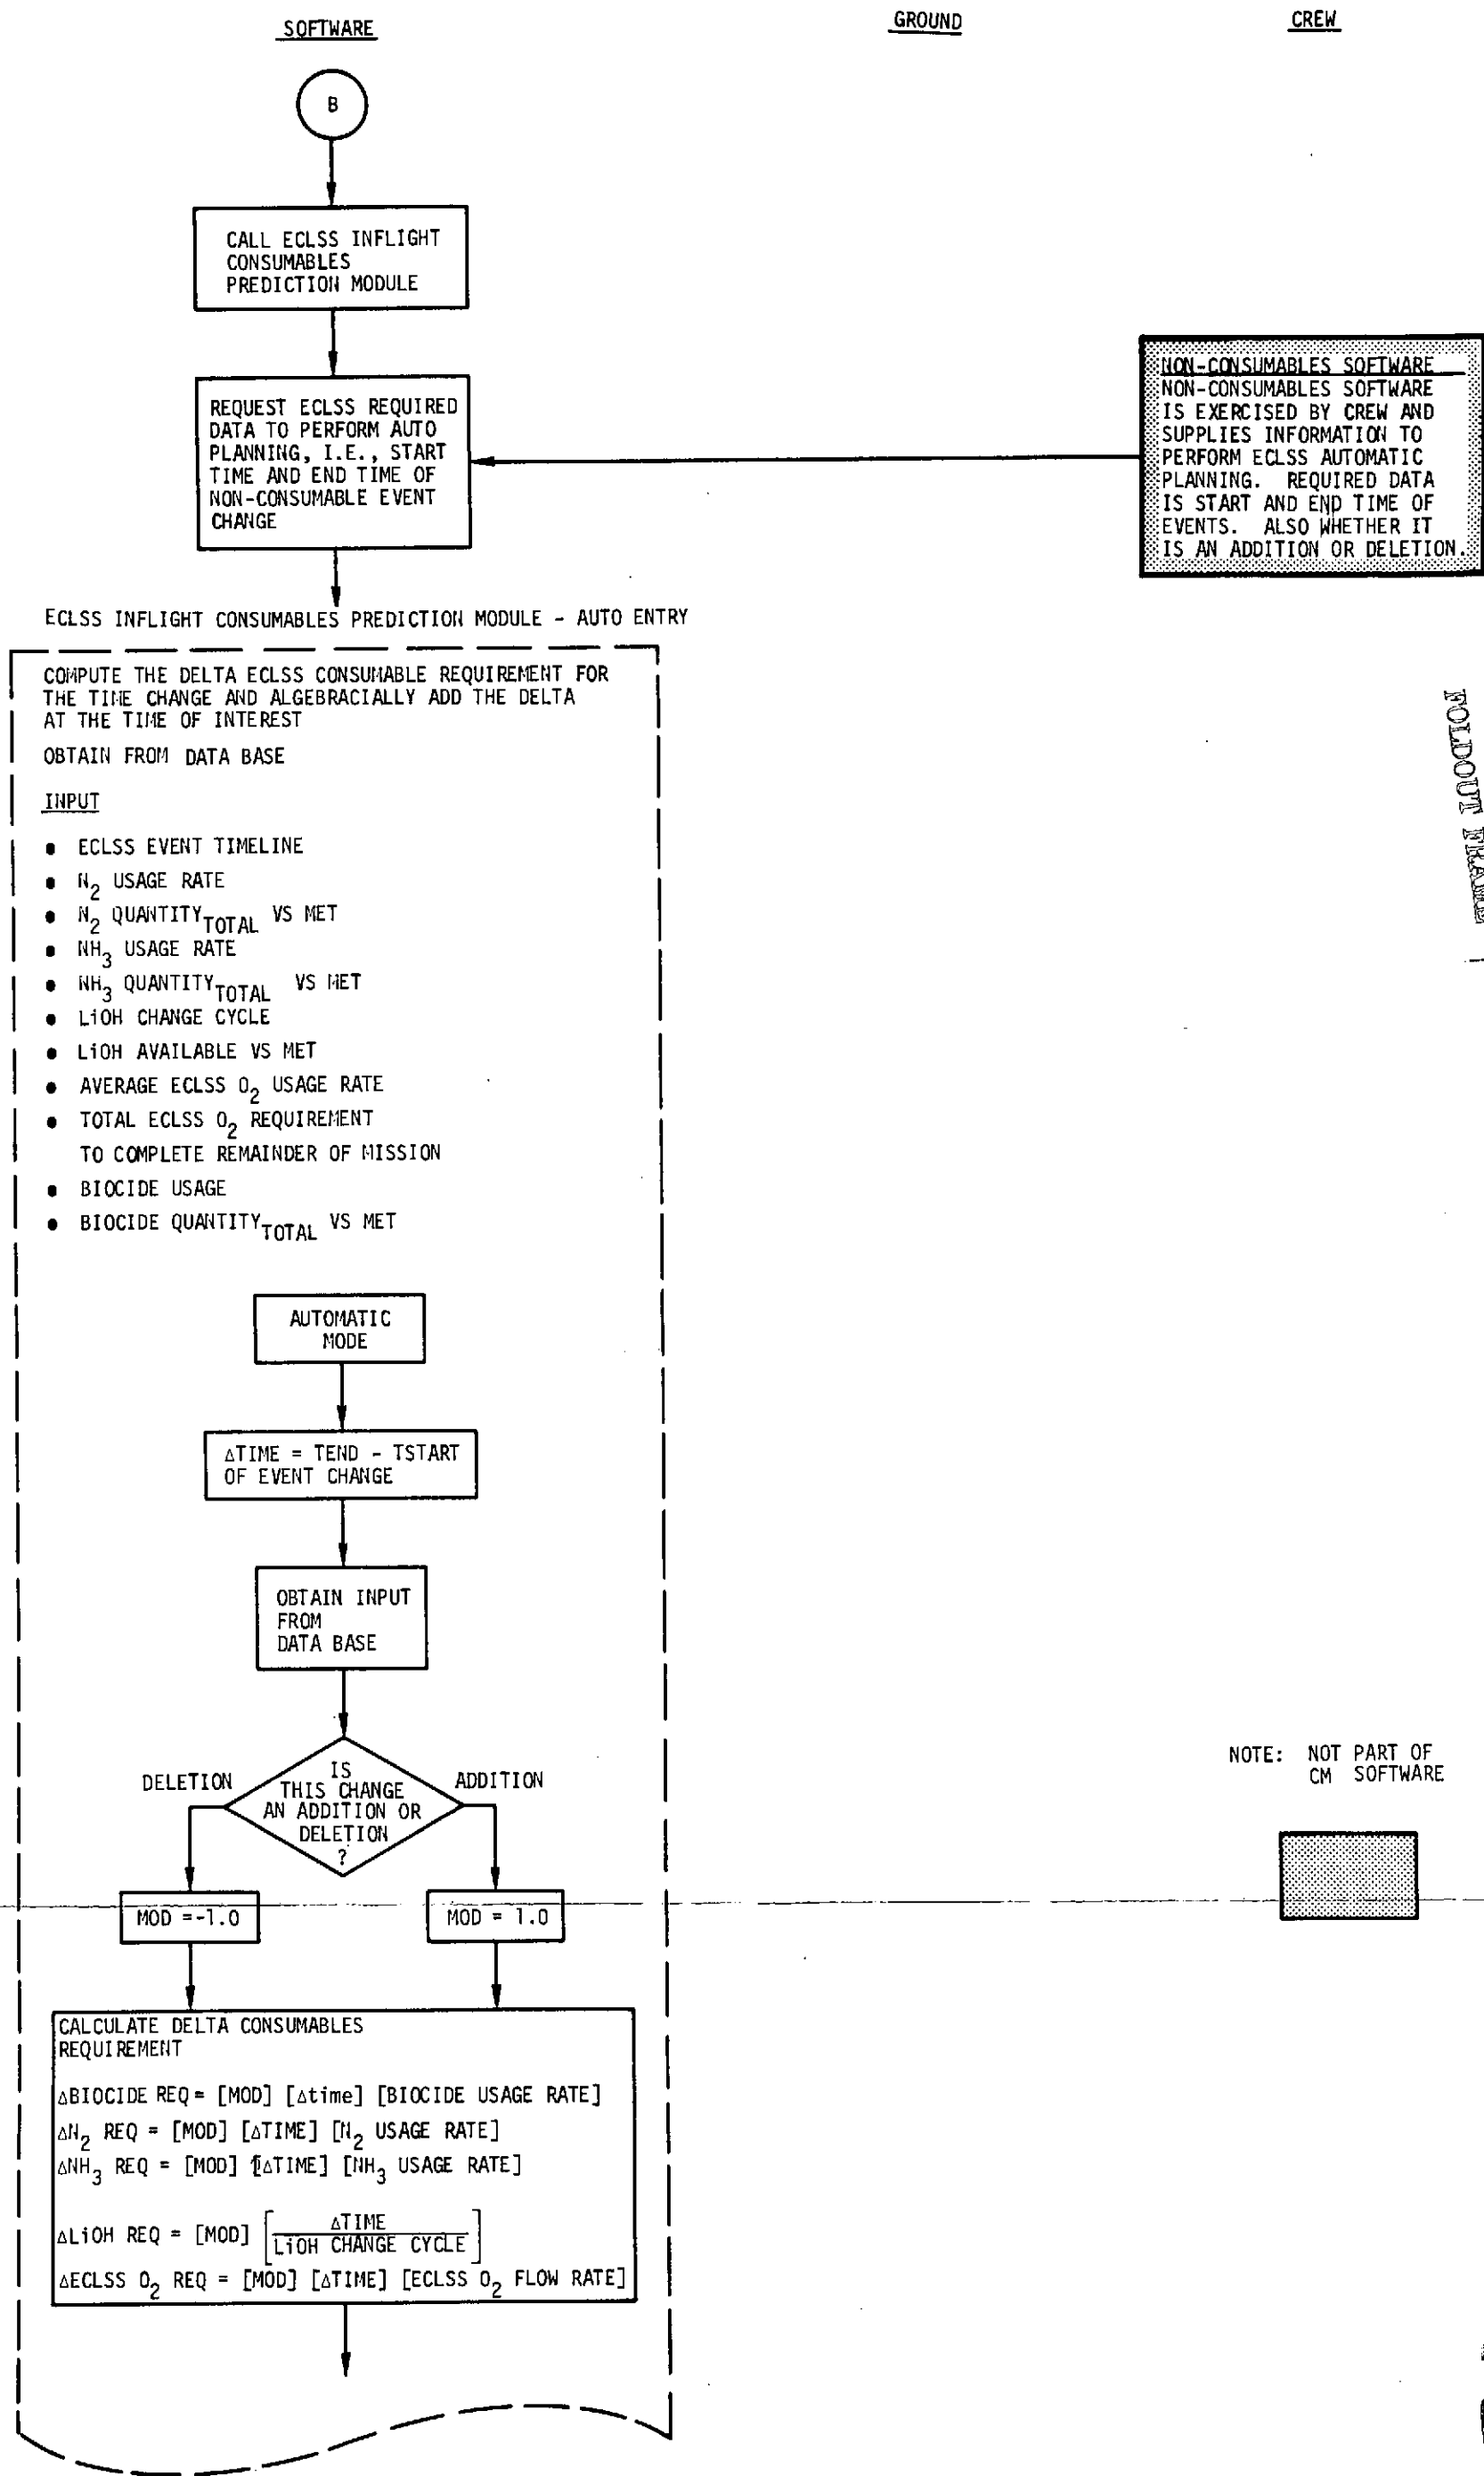 SOFTWARE
GROUND
CREW
B
CALL ECLSS INFLIGHT
CONSUMABLES
PREDICTION MODULE
REQUEST ECLSS REQUIRED
DATA TO PERFORM AUTO
PLANNING, I.E., START
TIME AND END TIME OF
NON-CONSUMABLE EVENT
CHANGE
NON-CONSUMABLES SOFTWARE
NON-CONSUMABLES SOFTWARE
IS EXERCISED BY CREW AND
SUPPLIES INFORMATION TO
PERFORM ECLSS AUTOMATIC
PLANNING. REQUIRED DATA
IS START AND END TIME OF
EVENTS. ALSO WHETHER IT
IS AN ADDITION OR DELETION.
ECLSS INFLIGHT CONSUMABLES PREDICTION MODULE - AUTO ENTRY
COMPUTE THE DELTA ECLSS CONSUMABLE REQUIREMENT FOR
THE TIME CHANGE AND ALGEBRACIALLY ADD THE DELTA
AT THE TIME OF INTEREST
OBTAIN FROM DATA BASE
INPUT
• ECLSS EVENT TIMELINE
• N2 USAGE RATE
• N2 QUANTITY TOTAL VS MET
• NH3 USAGE RATE
• NH3 QUANTITY TOTAL VS MET
• LiOH CHANGE CYCLE
• LiOH AVAILABLE VS MET
• AVERAGE ECLSS O2 USAGE RATE
• TOTAL ECLSS O2 REQUIREMENT
TO COMPLETE REMAINDER OF MISSION
• BIOCIDE USAGE
• BIOCIDE QUANTITY TOTAL VS MET
FOLDOUT FRAME
AUTOMATIC
MODE
ΔTIME = TEND - TSTART
OF EVENT CHANGE
OBTAIN INPUT
FROM
DATA BASE
IS
THIS CHANGE
AN ADDITION OR
DELETION
?
DELETION
ADDITION
MOD =-1.0
MOD = 1.0
NOTE: NOT PART OF
CM SOFTWARE
CALCULATE DELTA CONSUMABLES
REQUIREMENT
ΔBIOCIDE REQ= [MOD] [Δtime] [BIOCIDE USAGE RATE]
ΔN2 REQ = [MOD] [ΔTIME] [N2 USAGE RATE]
ΔNH3 REQ = [MOD] [ΔTIME] [NH3 USAGE RATE]
ΔLiOH REQ = [MOD] [ΔTIME / LiOH CHANGE CYCLE]
ΔECLSS O2 REQ = [MOD] [ΔTIME] [ECLSS O2 FLOW RATE]